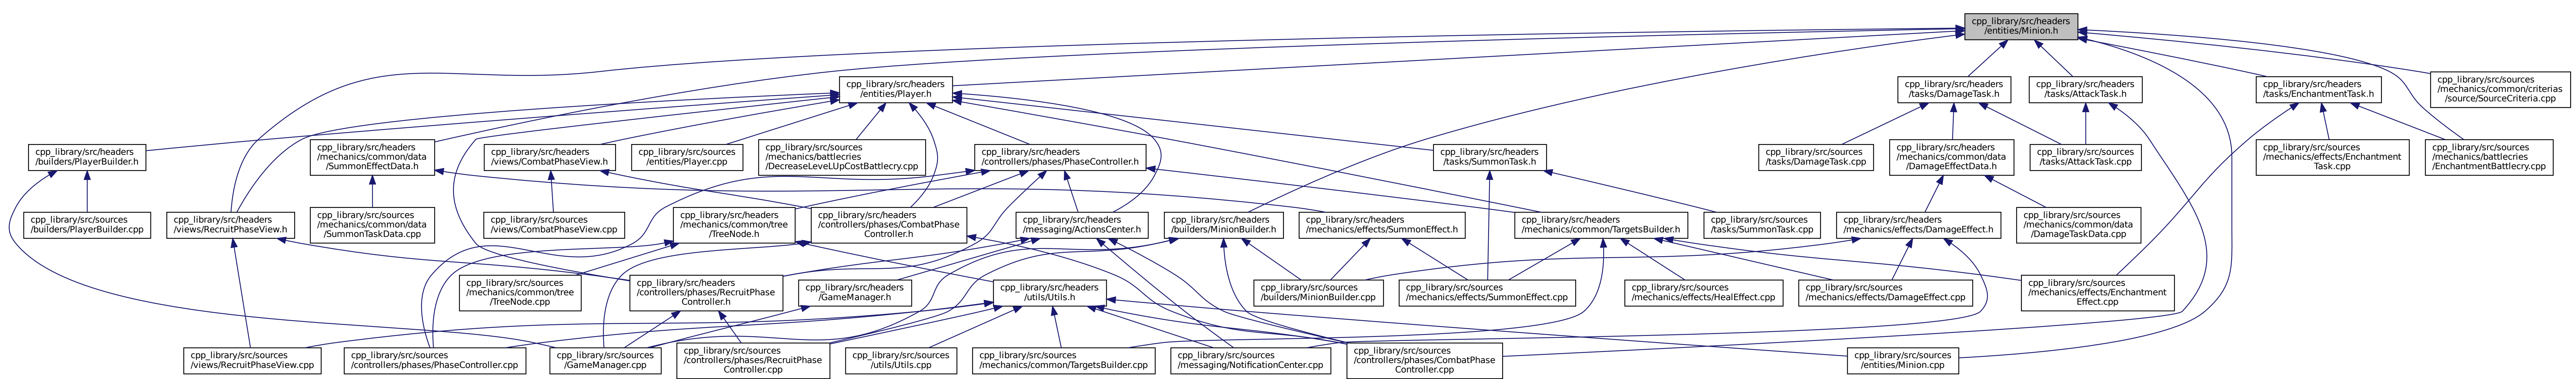 cpp_library/src/headers
/entities/Minion.h
cpp_library/src/headers
/entities/Player.h
cpp_library/src/headers
/tasks/DamageTask.h
cpp_library/src/headers
/tasks/AttackTask.h
cpp_library/src/headers
/tasks/EnchantmentTask.h
cpp_library/src/sources
/mechanics/common/criterias
/source/SourceCriteria.cpp
cpp_library/src/headers
/builders/PlayerBuilder.h
cpp_library/src/headers
/mechanics/common/data
/SummonEffectData.h
cpp_library/src/headers
/views/CombatPhaseView.h
cpp_library/src/sources
/entities/Player.cpp
cpp_library/src/sources
/mechanics/battlecries
/DecreaseLeveLUpCostBattlecry.cpp
cpp_library/src/headers
/controllers/phases/PhaseController.h
cpp_library/src/headers
/tasks/SummonTask.h
cpp_library/src/sources
/tasks/DamageTask.cpp
cpp_library/src/headers
/mechanics/common/data
/DamageEffectData.h
cpp_library/src/sources
/tasks/AttackTask.cpp
cpp_library/src/sources
/mechanics/effects/Enchantment
Task.cpp
cpp_library/src/sources
/mechanics/battlecries
/EnchantmentBattlecry.cpp
cpp_library/src/sources
/builders/PlayerBuilder.cpp
cpp_library/src/headers
/views/RecruitPhaseView.h
cpp_library/src/sources
/mechanics/common/data
/SummonTaskData.cpp
cpp_library/src/sources
/views/CombatPhaseView.cpp
cpp_library/src/headers
/mechanics/common/tree
/TreeNode.h
cpp_library/src/headers
/controllers/phases/CombatPhase
Controller.h
cpp_library/src/headers
/messaging/ActionsCenter.h
cpp_library/src/headers
/builders/MinionBuilder.h
cpp_library/src/headers
/mechanics/effects/SummonEffect.h
cpp_library/src/headers
/mechanics/common/TargetsBuilder.h
cpp_library/src/sources
/tasks/SummonTask.cpp
cpp_library/src/headers
/mechanics/effects/DamageEffect.h
cpp_library/src/sources
/mechanics/common/data
/DamageTaskData.cpp
cpp_library/src/sources
/mechanics/common/tree
/TreeNode.cpp
cpp_library/src/headers
/controllers/phases/RecruitPhase
Controller.h
cpp_library/src/headers
/GameManager.h
cpp_library/src/headers
/utils/Utils.h
cpp_library/src/sources
/builders/MinionBuilder.cpp
cpp_library/src/sources
/mechanics/effects/SummonEffect.cpp
cpp_library/src/sources
/mechanics/effects/HealEffect.cpp
cpp_library/src/sources
/mechanics/effects/DamageEffect.cpp
cpp_library/src/sources
/mechanics/effects/Enchantment
Effect.cpp
cpp_library/src/sources
/views/RecruitPhaseView.cpp
cpp_library/src/sources
/controllers/phases/PhaseController.cpp
cpp_library/src/sources
/GameManager.cpp
cpp_library/src/sources
/controllers/phases/RecruitPhase
Controller.cpp
cpp_library/src/sources
/utils/Utils.cpp
cpp_library/src/sources
/mechanics/common/TargetsBuilder.cpp
cpp_library/src/sources
/messaging/NotificationCenter.cpp
cpp_library/src/sources
/controllers/phases/CombatPhase
Controller.cpp
cpp_library/src/sources
/entities/Minion.cpp